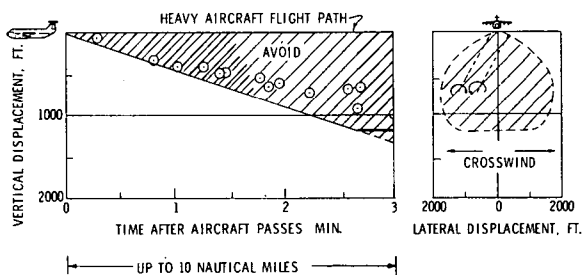 HEAVY AIRCRAFT FLIGHT PATH
AVOID
VERTICAL DISPLACEMENT, FT.
1000
2000
0 1 2 3
TIME AFTER AIRCRAFT PASSES MIN.
UP TO 10 NAUTICAL MILES
CROSSWIND
2000 0 2000
LATERAL DISPLACEMENT, FT.